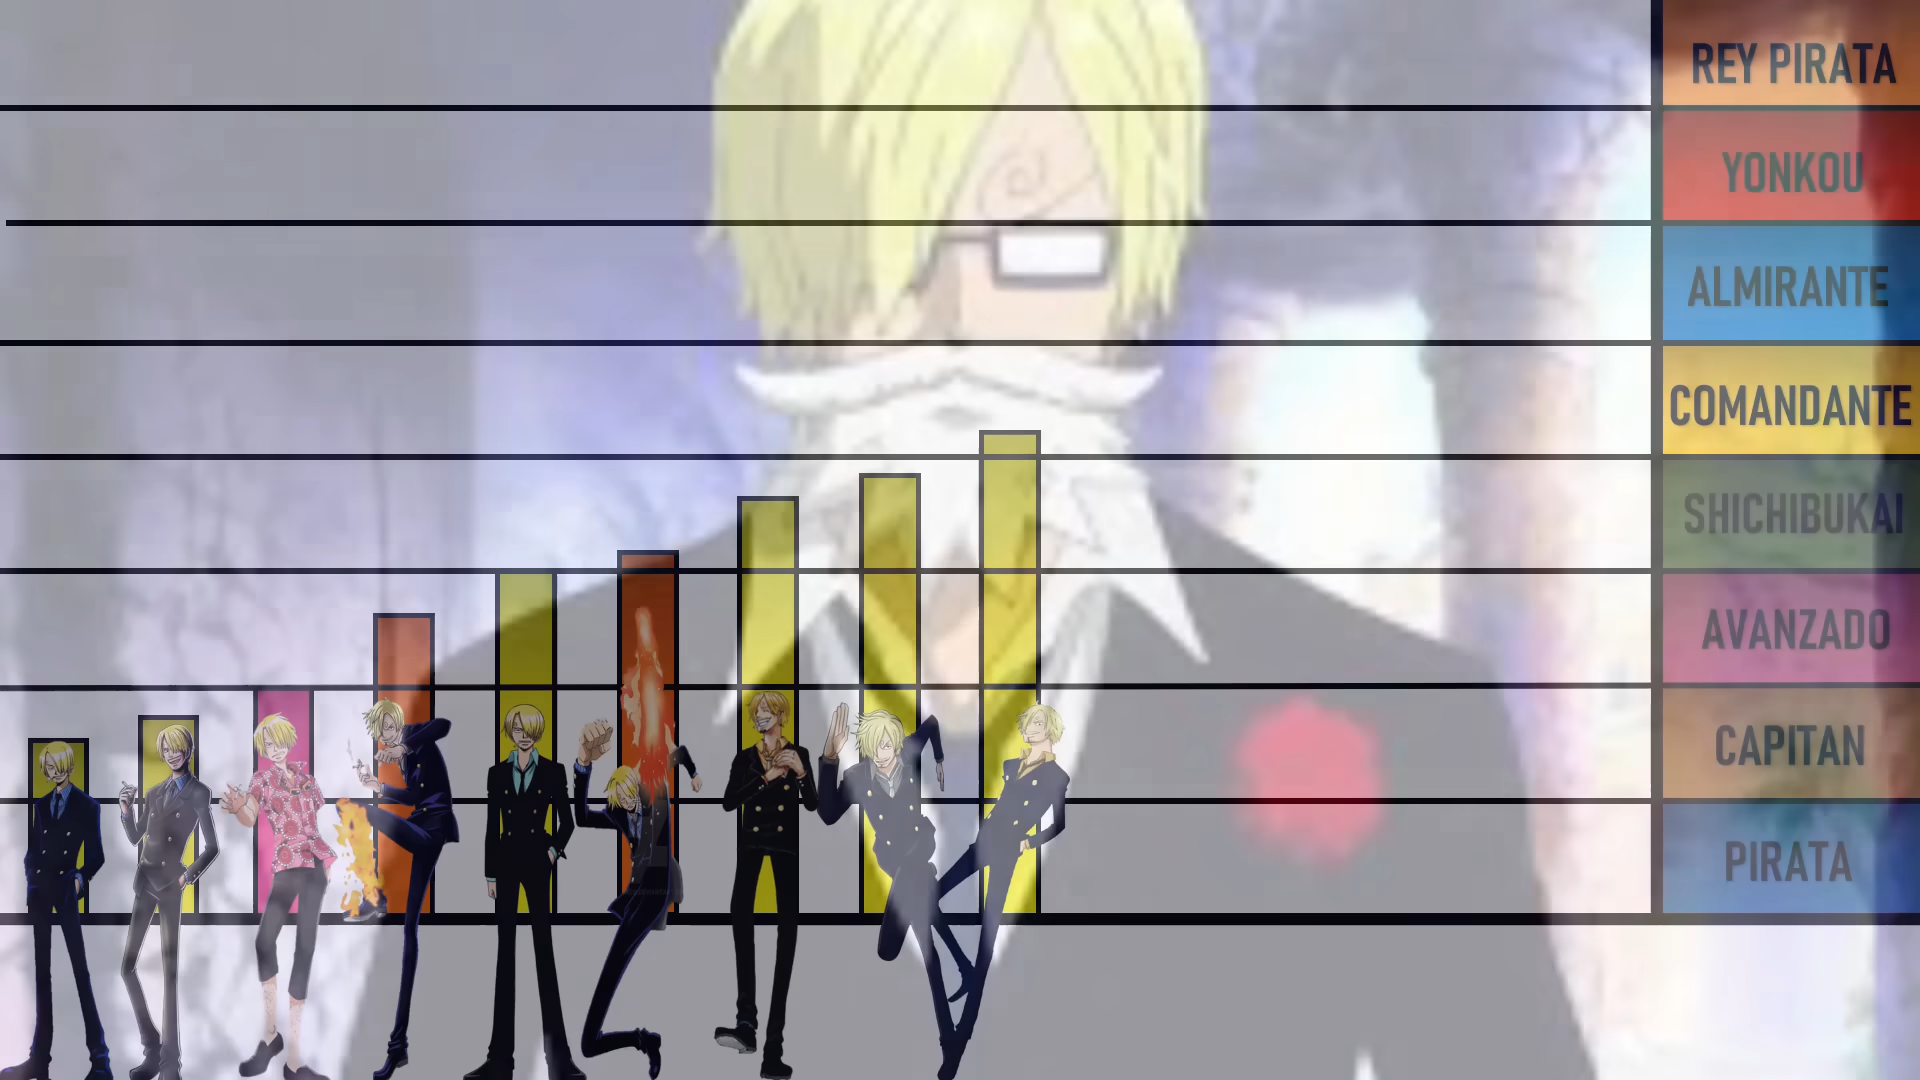 REY PIRATA
YONKOU
ALMIRANTE
COMANDANTE
SHICHIBUKAI
AVANZADO
CAPITAN
PIRATA